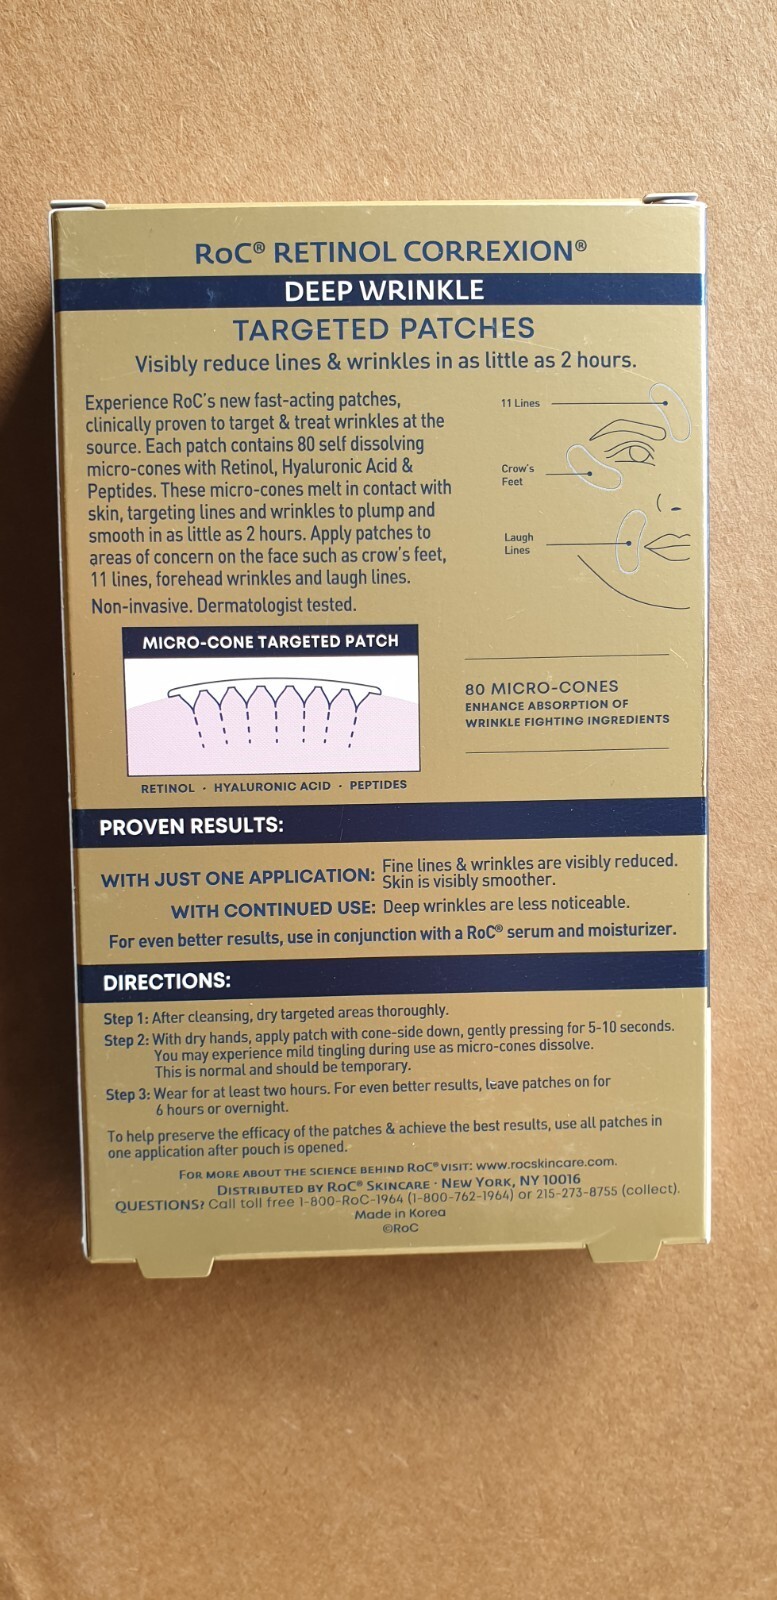 RoC® RETINOL CORREXION®
DEEP WRINKLE
TARGETED PATCHES
Visibly reduce lines & wrinkles in as little as 2 hours.
Experience RoC's new fast-acting patches,
clinically proven to target & treat wrinkles at the
source. Each patch contains 80 self dissolving
micro-cones with Retinol, Hyaluronic Acid &
Peptides. These micro-cones melt in contact with
skin, targeting lines and wrinkles to plump and
smooth in as little as 2 hours. Apply patches to
areas of concern on the face such as crow's feet,
11 lines, forehead wrinkles and laugh lines.
Non-invasive. Dermatologist tested.
11 Lines
Crow's
Feet
Laugh
Lines
MICRO-CONE TARGETED PATCH
RETINOL · HYALURONIC ACID · PEPTIDES
80 MICRO-CONES
ENHANCE ABSORPTION OF
WRINKLE FIGHTING INGREDIENTS
PROVEN RESULTS:
WITH JUST ONE APPLICATION: Fine lines & wrinkles are visibly reduced.
Skin is visibly smoother.
WITH CONTINUED USE: Deep wrinkles are less noticeable.
For even better results, use in conjunction with a RoC® serum and moisturizer.
DIRECTIONS:
Step 1: After cleansing, dry targeted areas thoroughly.
Step 2: With dry hands, apply patch with cone-side down, gently pressing for 5-10 seconds.
You may experience mild tingling during use as micro-cones dissolve.
This is normal and should be temporary.
Step 3: Wear for at least two hours. For even better results, leave patches on for
6 hours or overnight.
To help preserve the efficacy of the patches & achieve the best results, use all patches in
one application after pouch is opened.
FOR MORE ABOUT THE SCIENCE BEHIND RoC® VISIT: www.rocskincare.com.
DISTRIBUTED BY RoC® SKINCARE · NEW YORK, NY 10016
QUESTIONS? Call toll free 1-800-RoC-1964 (1-800-762-1964) or 215-273-8755 (collect).
Made in Korea
©RoC